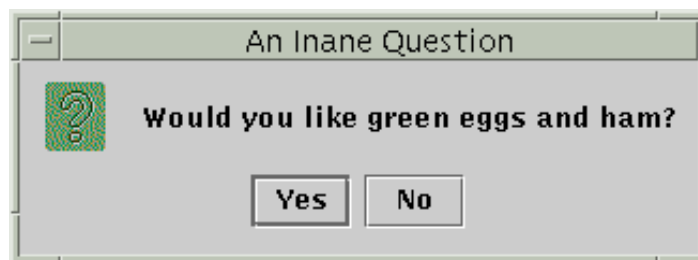 An Inane Question
Would you like green eggs and ham?
Yes No